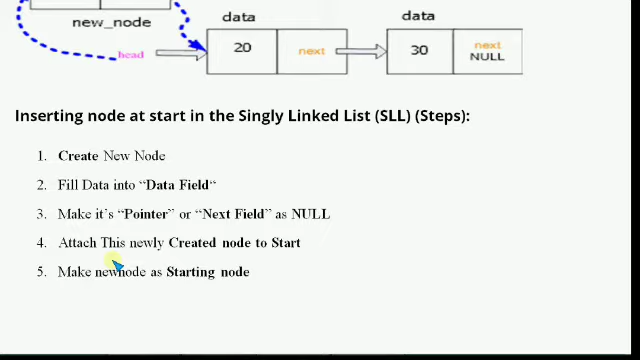 data
data
new_node
20
next
30
next
NULL
head
Inserting node at start in the Singly Linked List (SLL) (Steps):
1. Create New Node
2. Fill Data into “Data Field“
3. Make it’s “Pointer” or “Next Field” as NULL
4. Attach This newly Created node to Start
5. Make newnode as Starting node